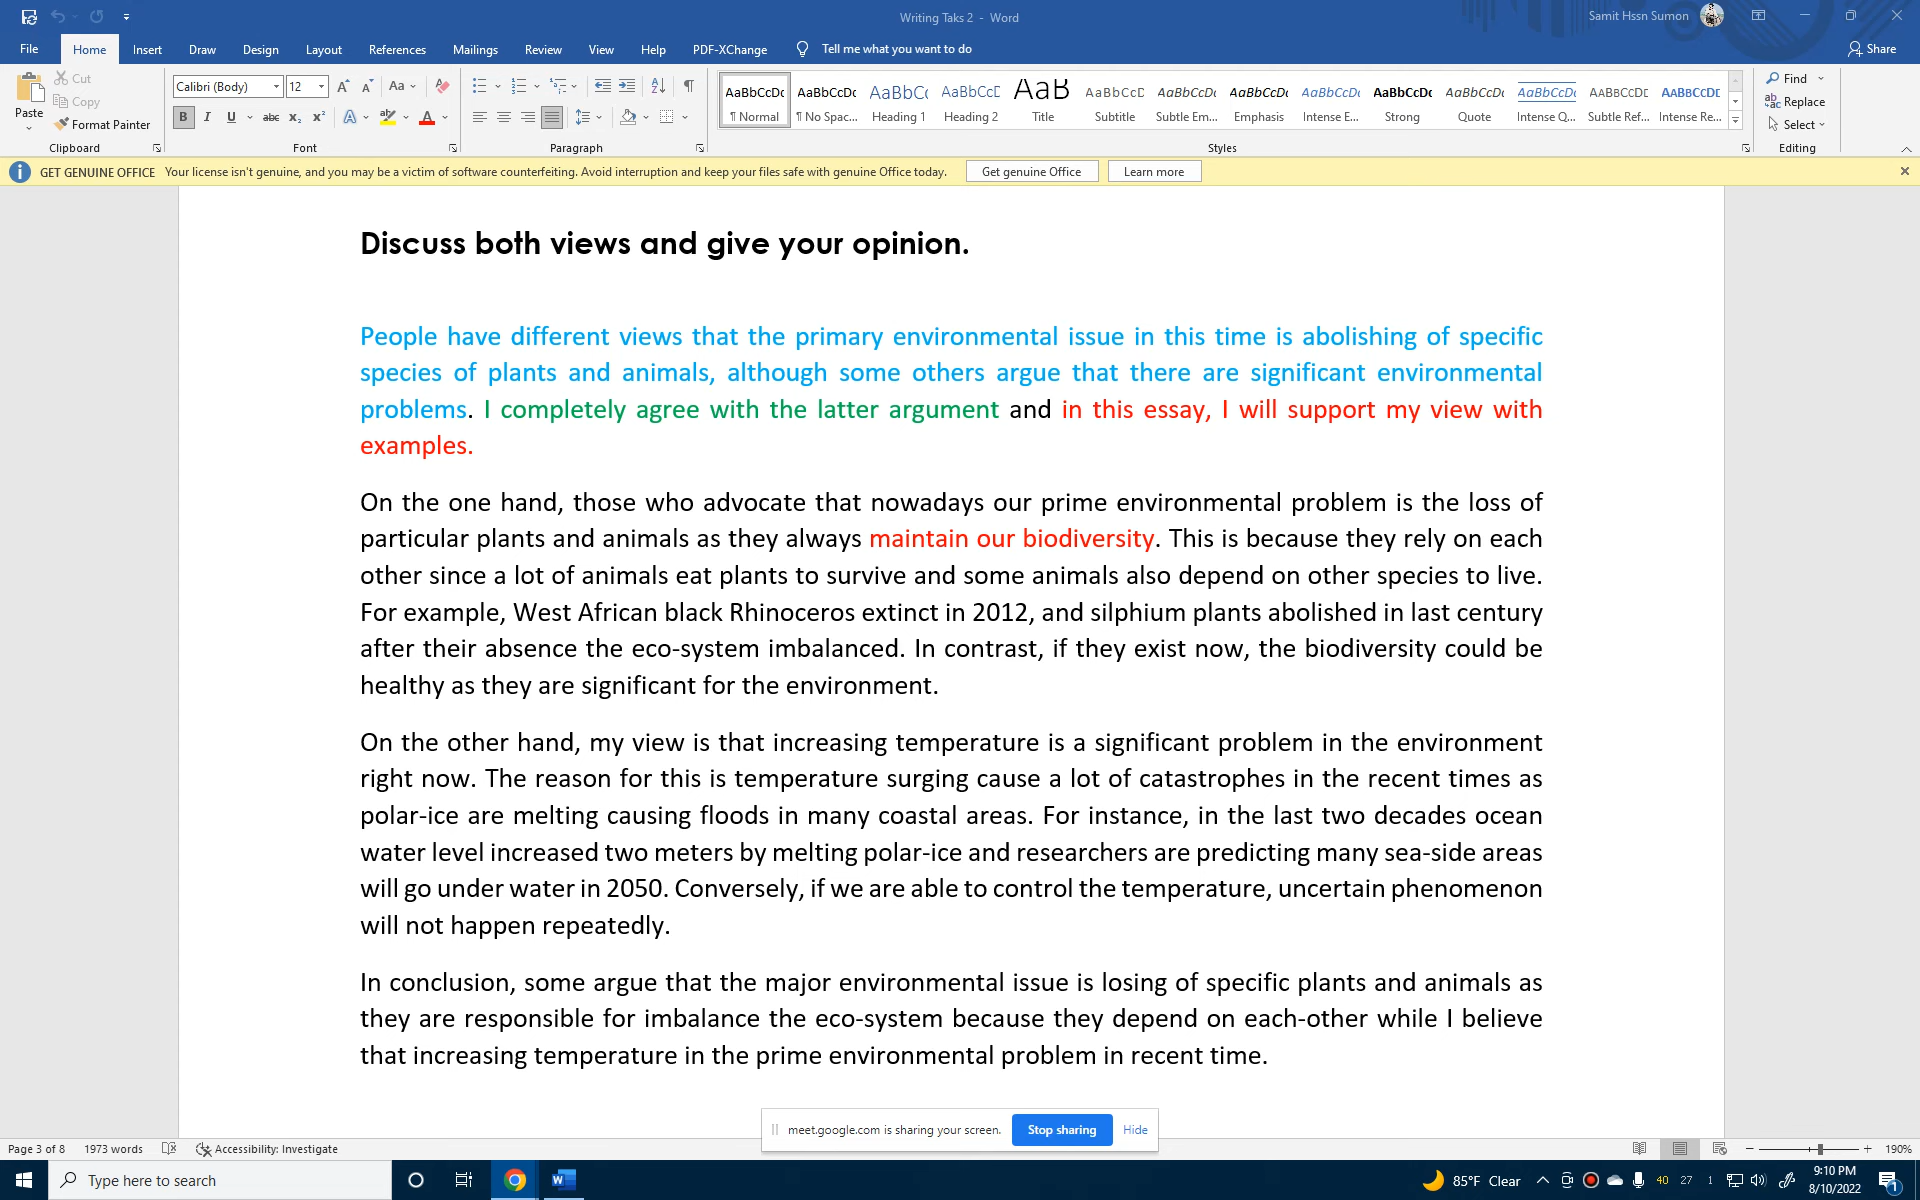 Writing Taks 2 - Word
Samit Hssn Sumon
File Home Insert Draw Design Layout References Mailings Review View Help PDF-XChange Tell me what you want to do Share
Paste
Cut
Copy
Format Painter
Clipboard
Calibri (Body) 12
Font
Paragraph
AaBbCcDc AaBbCcDc AaBbCc AaBbCcD AaB AaBbCcD AaBbCcDc AaBbCcDc AaBbCcDc AaBbCcDc AaBbCcDc AaBbCcDc AABBCCDE AABBCCDE
¶ Normal ¶ No Spac... Heading 1 Heading 2 Title Subtitle Subtle Em... Emphasis Intense E... Strong Quote Intense Q... Subtle Ref... Intense Re...
Styles
Find
Replace
Select
Editing
GET GENUINE OFFICE Your license isn't genuine, and you may be a victim of software counterfeiting. Avoid interruption and keep your files safe with genuine Office today. Get genuine Office Learn more
Discuss both views and give your opinion.
People have different views that the primary environmental issue in this time is abolishing of specific
species of plants and animals, although some others argue that there are significant environmental
problems. I completely agree with the latter argument and in this essay, I will support my view with
examples.
On the one hand, those who advocate that nowadays our prime environmental problem is the loss of
particular plants and animals as they always maintain our biodiversity. This is because they rely on each
other since a lot of animals eat plants to survive and some animals also depend on other species to live.
For example, West African black Rhinoceros extinct in 2012, and silphium plants abolished in last century
after their absence the eco-system imbalanced. In contrast, if they exist now, the biodiversity could be
healthy as they are significant for the environment.
On the other hand, my view is that increasing temperature is a significant problem in the environment
right now. The reason for this is temperature surging cause a lot of catastrophes in the recent times as
polar-ice are melting causing floods in many coastal areas. For instance, in the last two decades ocean
water level increased two meters by melting polar-ice and researchers are predicting many sea-side areas
will go under water in 2050. Conversely, if we are able to control the temperature, uncertain phenomenon
will not happen repeatedly.
In conclusion, some argue that the major environmental issue is losing of specific plants and animals as
they are responsible for imbalance the eco-system because they depend on each-other while I believe
that increasing temperature in the prime environmental problem in recent time.
meet.google.com is sharing your screen. Stop sharing Hide
Page 3 of 8 1973 words Accessibility: Investigate 190%
Type here to search
85°F Clear
40 27 1
9:10 PM
8/10/2022
1